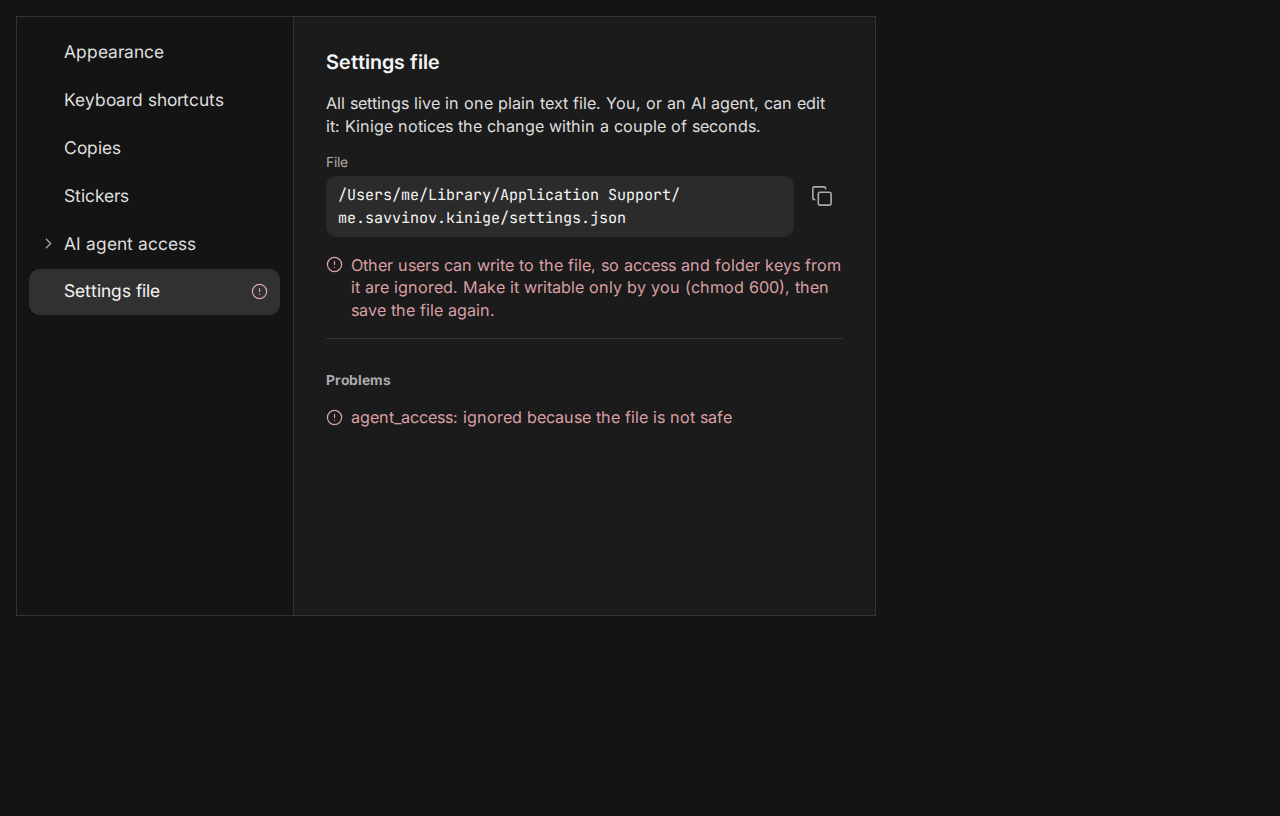 Appearance
Keyboard shortcuts
Copies
Stickers
AI agent access
Settings file
Settings file
All settings live in one plain text file. You, or an AI agent, can edit
it: Kinige notices the change within a couple of seconds.
File
/Users/me/Library/Application Support/
me.savvinov.kinige/settings.json
Other users can write to the file, so access and folder keys from
it are ignored. Make it writable only by you (chmod 600), then
save the file again.
Problems
agent_access: ignored because the file is not safe